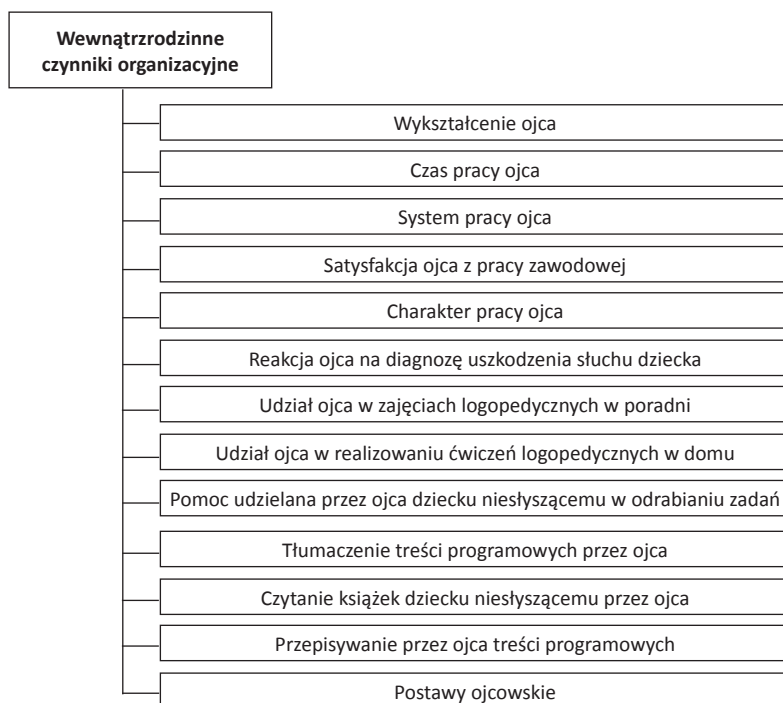 Wewnątrzrodzinne
czynniki organizacyjne
Wykształcenie ojca
Czas pracy ojca
System pracy ojca
Satysfakcja ojca z pracy zawodowej
Charakter pracy ojca
Reakcja ojca na diagnozę uszkodzenia słuchu dziecka
Udział ojca w zajęciach logopedycznych w poradni
Udział ojca w realizowaniu ćwiczeń logopedycznych w domu
Pomoc udzielana przez ojca dziecku niesłyszącemu w odrabianiu zadań
Tłumaczenie treści programowych przez ojca
Czytanie książek dziecku niesłyszącemu przez ojca
Przepisywanie przez ojca treści programowych
Postawy ojcowskie